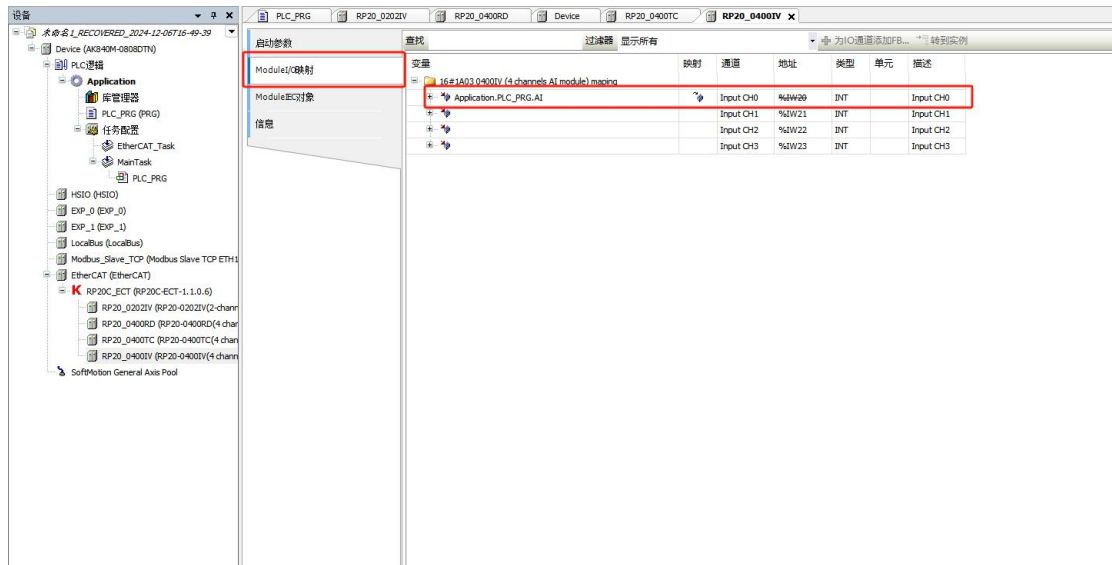 设备
PLC_PRG
RP20_0202IV
RP20_0400RD
Device
RP20_0400TC
RP20_0400IV
未命名1_RECOVERED_2024-12-06T16-49-39
Device (AK840M-0808DTN)
PLC逻辑
Application
库管理器
PLC_PRG (PRG)
任务配置
EtherCAT_Task
MainTask
PLC_PRG
HSIO (HSIO)
EXP_0 (EXP_0)
EXP_1 (EXP_1)
LocalBus (LocalBus)
Modbus_Slave_TCP (Modbus Slave TCP ETH1
EtherCAT (EtherCAT)
RP20C_ECT (RP20C-ECT-1.1.0.6)
RP20_0202IV (RP20-0202IV(2-chann
RP20_0400RD (RP20-0400RD(4 char
RP20_0400TC (RP20-0400TC(4 chan
RP20_0400IV (RP20-0400IV(4 chann
SoftMotion General Axis Pool
启动参数
ModuleI/O映射
ModuleIEC对象
信息
查找 过滤器 显示所有 为IO通道添加FB... 转到实例
变量 映射 通道 地址 类型 单元 描述
16#1A03 0400IV (4 channels AI module) maping
Application.PLC_PRG.AI Input CH0 %IW20 INT Input CH0
Input CH1 %IW21 INT Input CH1
Input CH2 %IW22 INT Input CH2
Input CH3 %IW23 INT Input CH3